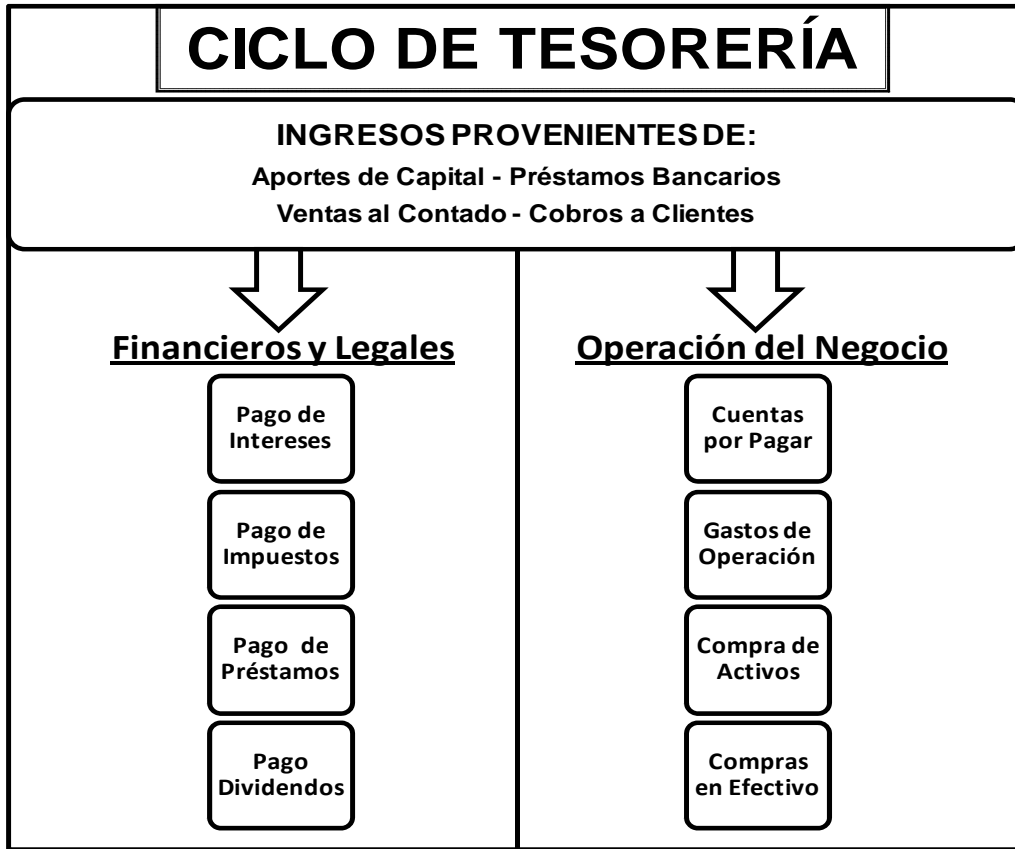 CICLO DE TESORERÍA
INGRESOS PROVENIENTES DE:
Aportes de Capital - Préstamos Bancarios
Ventas al Contado - Cobros a Clientes
Financieros y Legales
Pago de
Intereses
Pago de
Impuestos
Pago de
Préstamos
Pago
Dividendos
Operación del Negocio
Cuentas
por Pagar
Gastos de
Operación
Compra de
Activos
Compras
en Efectivo